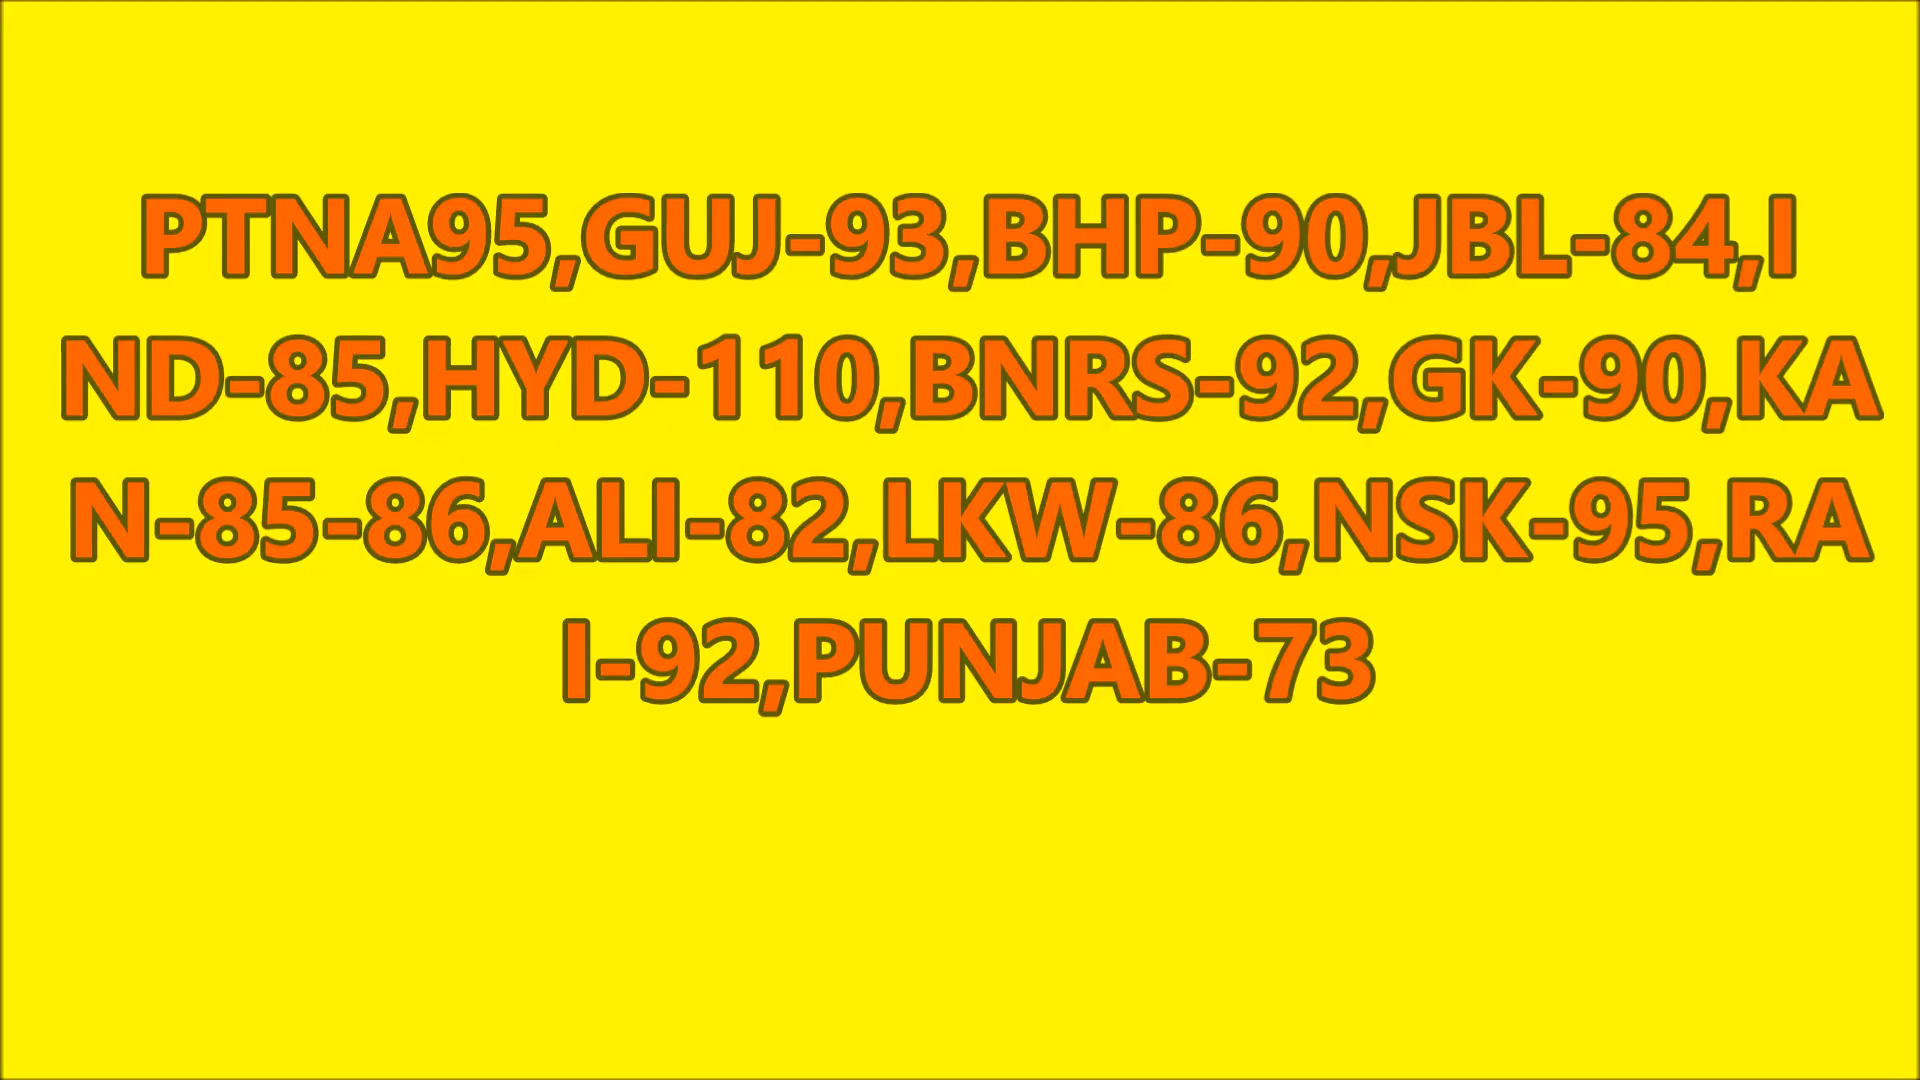 PTNA95,GUJ-93,BHP-90,JBL-84,I
ND-85,HYD-110,BNRS-92,GK-90,KA
N-85-86,ALI-82,LKW-86,NSK-95,RA
I-92,PUNJAB-73